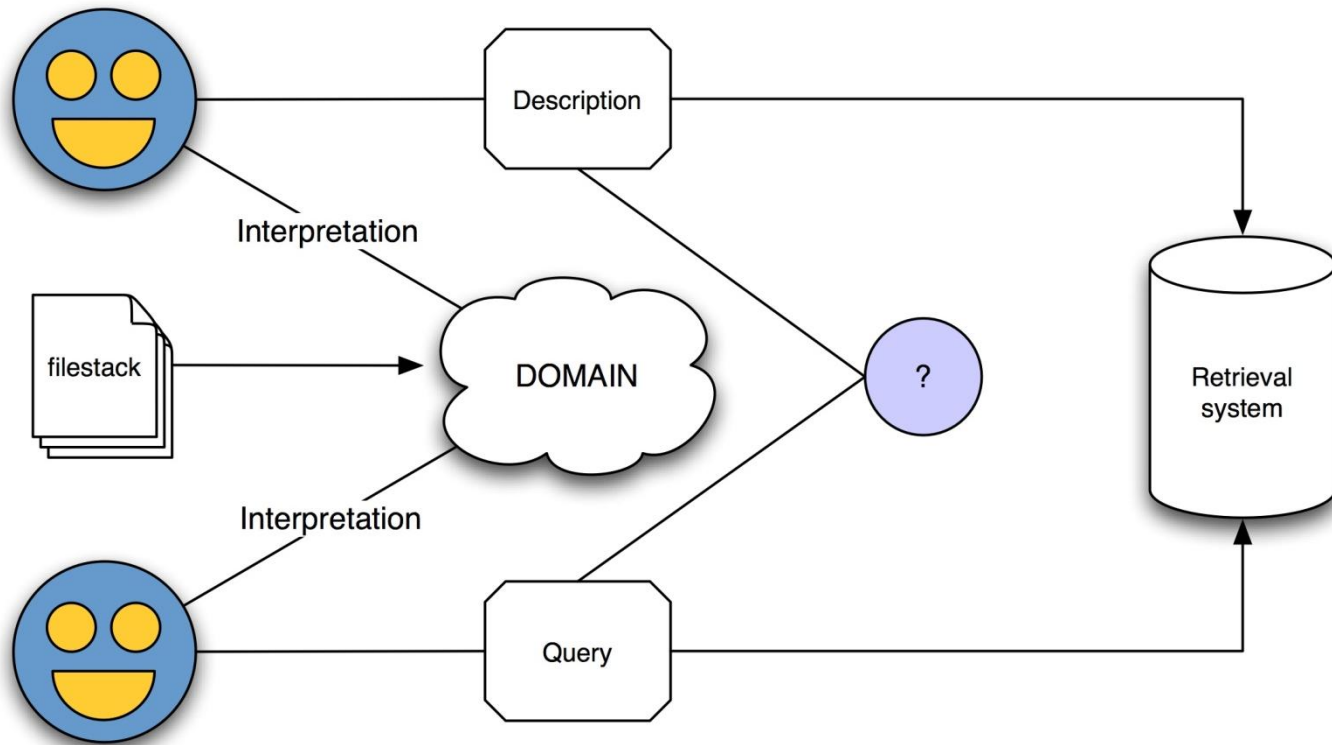 Description
Interpretation
filestack
DOMAIN
?
Retrieval
system
Interpretation
Query